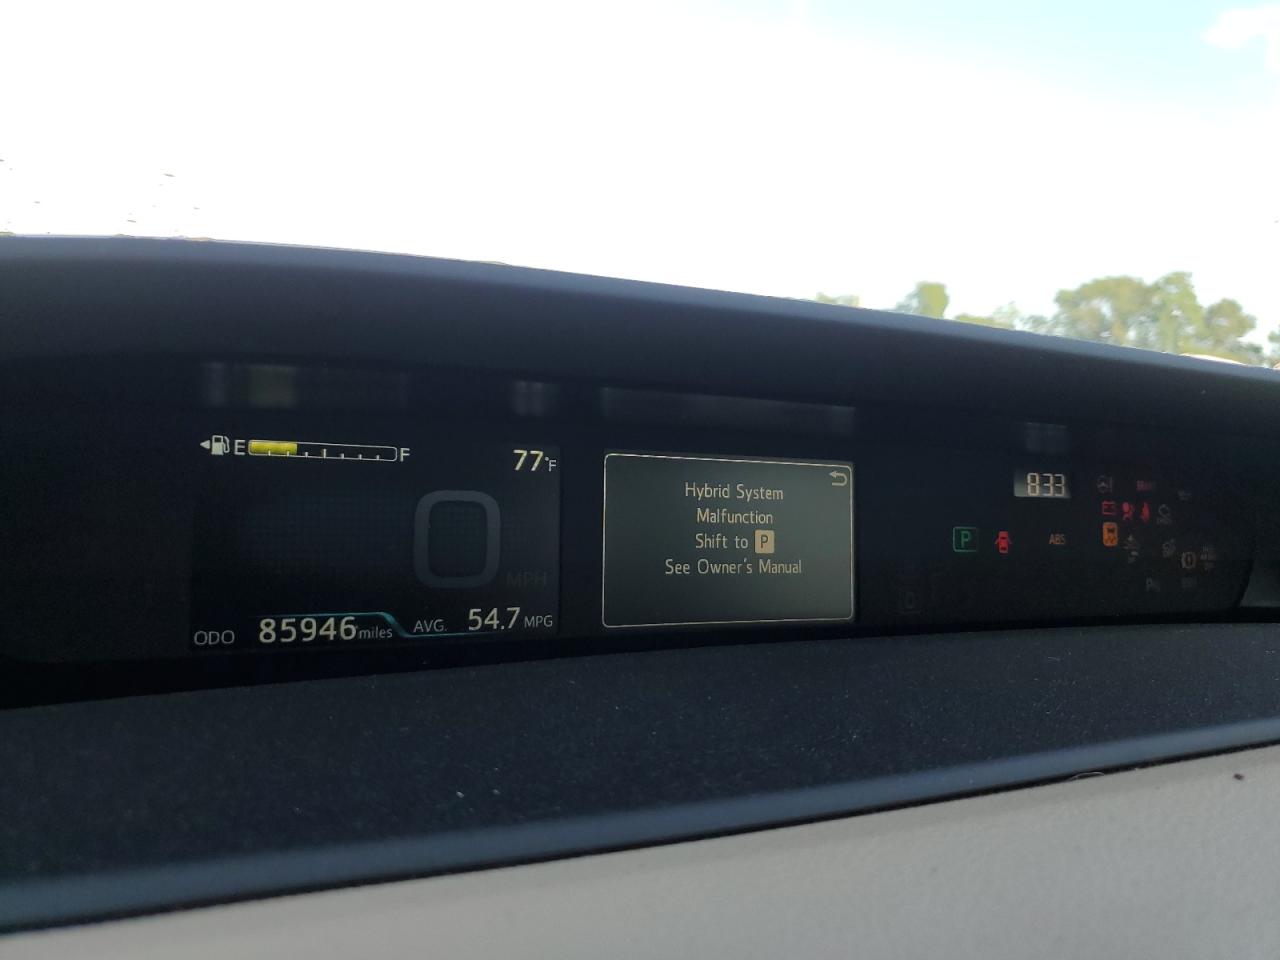 E F
77°F
MPH
ODO 85946 miles AVG. 54.7 MPG
Hybrid System
Malfunction
Shift to P
See Owner's Manual
833
P
ABS